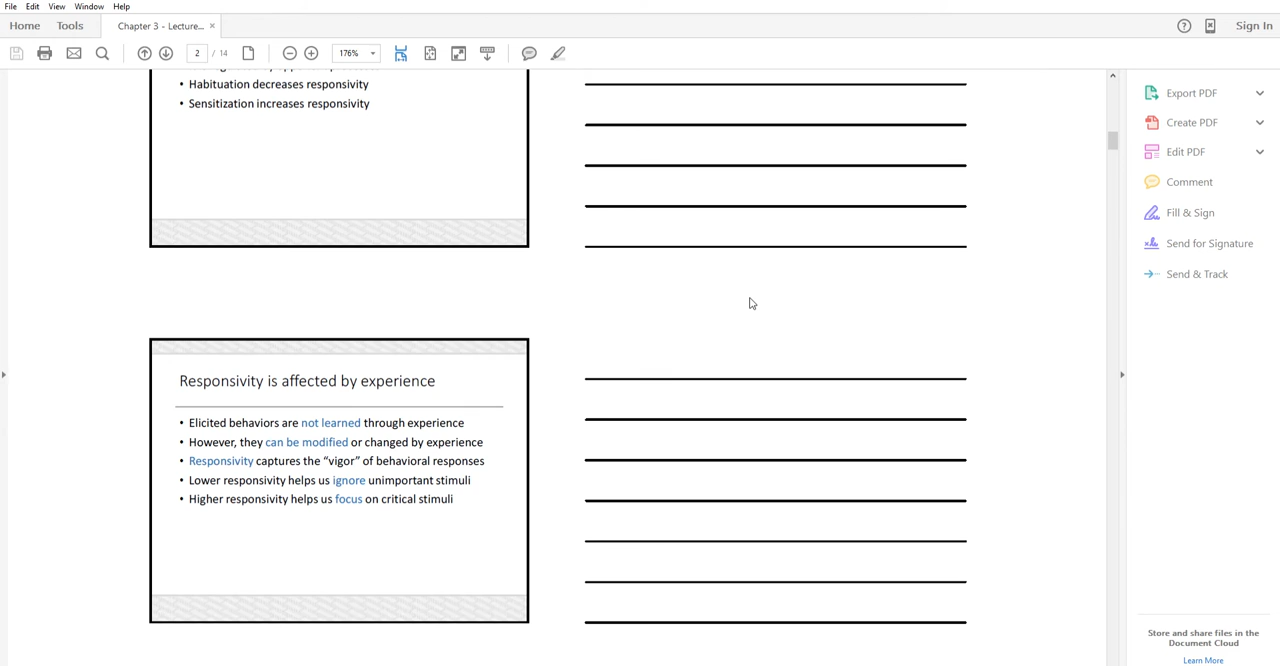 File Edit View Window Help
Home Tools Chapter 3 - Lecture... × Sign In
2 / 14 176%
• Habituation decreases responsivity
• Sensitization increases responsivity
Responsivity is affected by experience
• Elicited behaviors are not learned through experience
• However, they can be modified or changed by experience
• Responsivity captures the “vigor” of behavioral responses
• Lower responsivity helps us ignore unimportant stimuli
• Higher responsivity helps us focus on critical stimuli
Export PDF
Create PDF
Edit PDF
Comment
Fill & Sign
Send for Signature
Send & Track
Store and share files in the
Document Cloud
Learn More